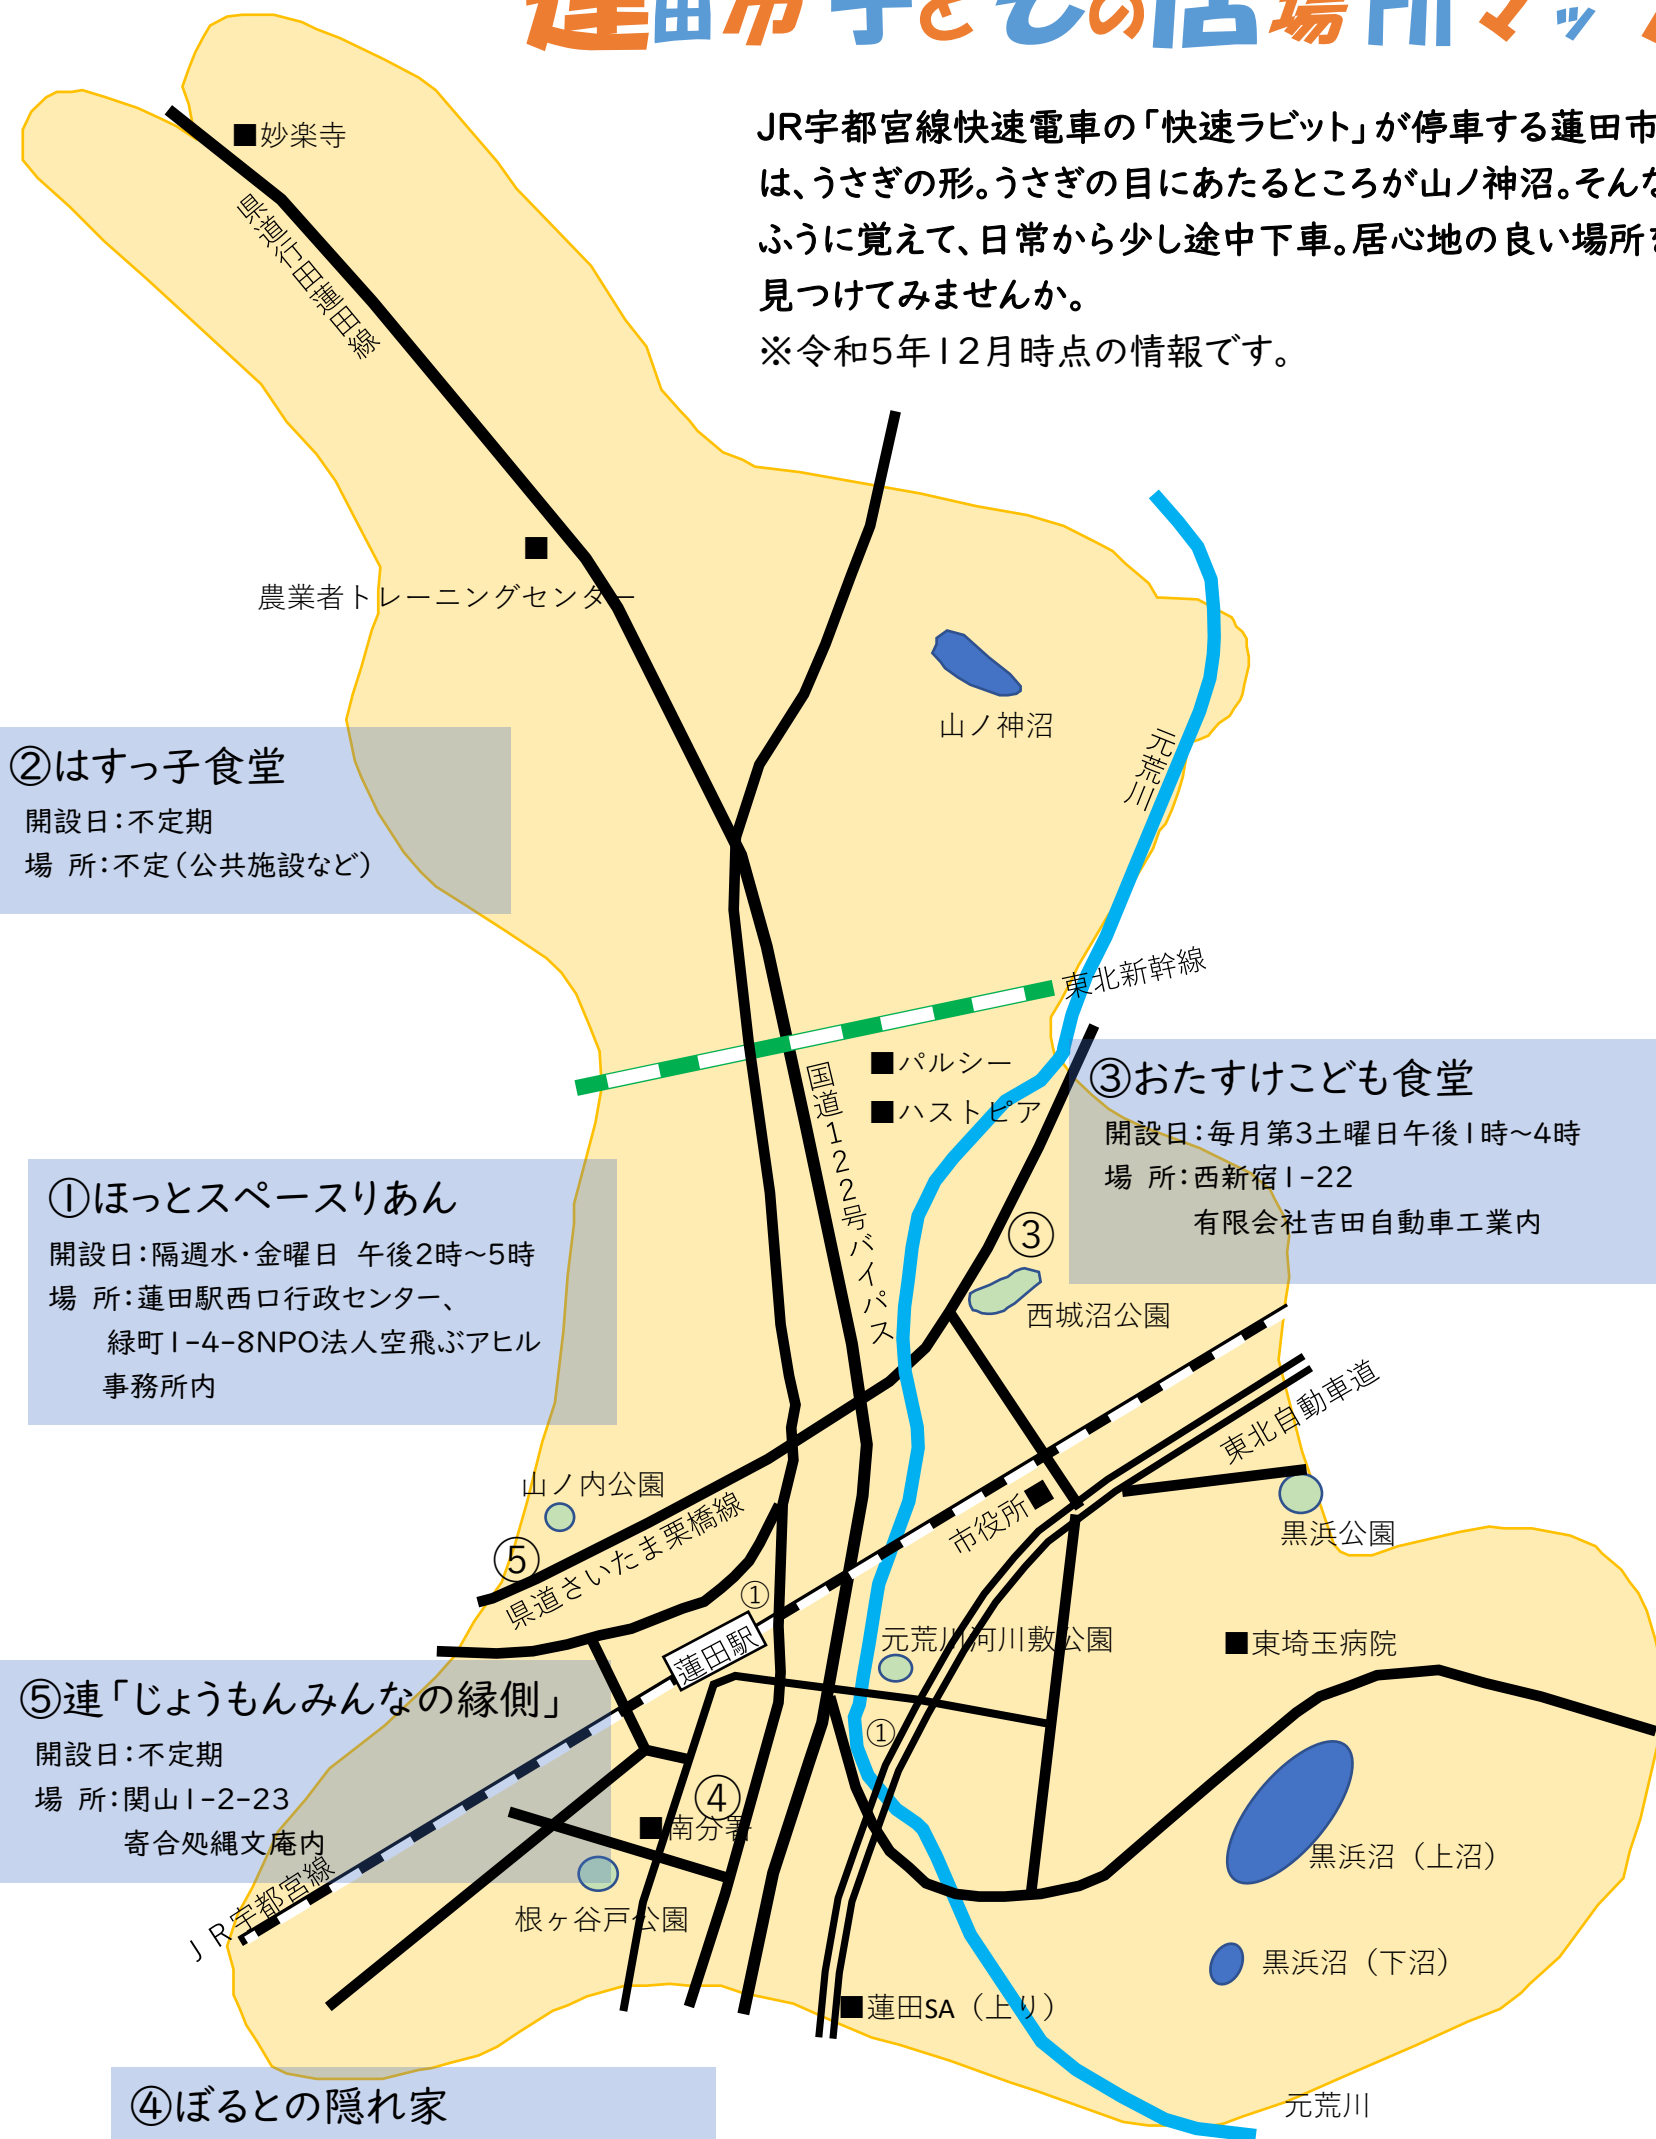 蓮田市子どもの居場所マップ
JR宇都宮線快速電車の「快速ラビット」が停車する蓮田市
は、うさぎの形。うさぎの目にあたるところが山ノ神沼。そんな
ふうに覚えて、日常から少し途中下車。居心地の良い場所を
見つけてみませんか。
※令和5年12月時点の情報です。
■妙楽寺
県道行田蓮田線
■
農業者トレーニングセンター
山ノ神沼
元荒川
②はすっ子食堂
開設日：不定期
場 所：不定（公共施設など）
東北新幹線
■パルシー
■ハストピア
国道122号バイパス
③おたすけこども食堂
開設日：毎月第3土曜日午後1時～4時
場 所：西新宿1-22
有限会社吉田自動車工業内
①ほっとスペースりあん
開設日：隔週水・金曜日 午後2時～5時
場 所：蓮田駅西口行政センター、
緑町1-4-8NPO法人空飛ぶアヒル
事務所内
③
西城沼公園
東北自動車道
山ノ内公園
⑤
県道さいたま栗橋線
市役所■
黒浜公園
①
蓮田駅
元荒川河川敷公園
■東埼玉病院
⑤連「じょうもんみんなの縁側」
開設日：不定期
場 所：関山1-2-23
寄合処縄文庵内
①
④
■南分署
黒浜沼（上沼）
ＪＲ宇都宮線
根ヶ谷戸公園
黒浜沼（下沼）
■蓮田SA（上り）
④ぼるとの隠れ家
元荒川